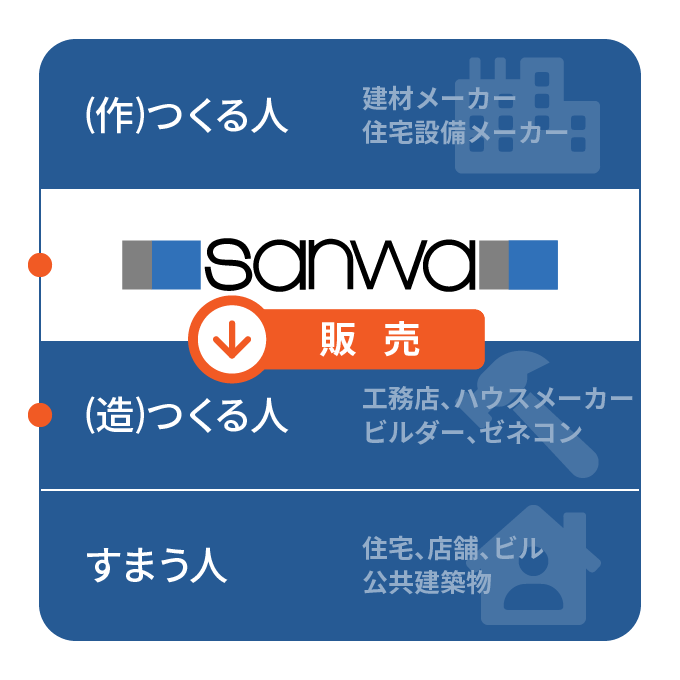 (作)つくる人
建材メーカー
住宅設備メーカー
sanwa
販売
(造)つくる人
工務店、ハウスメーカー
ビルダー、ゼネコン
すまう人
住宅、店舗、ビル
公共建築物